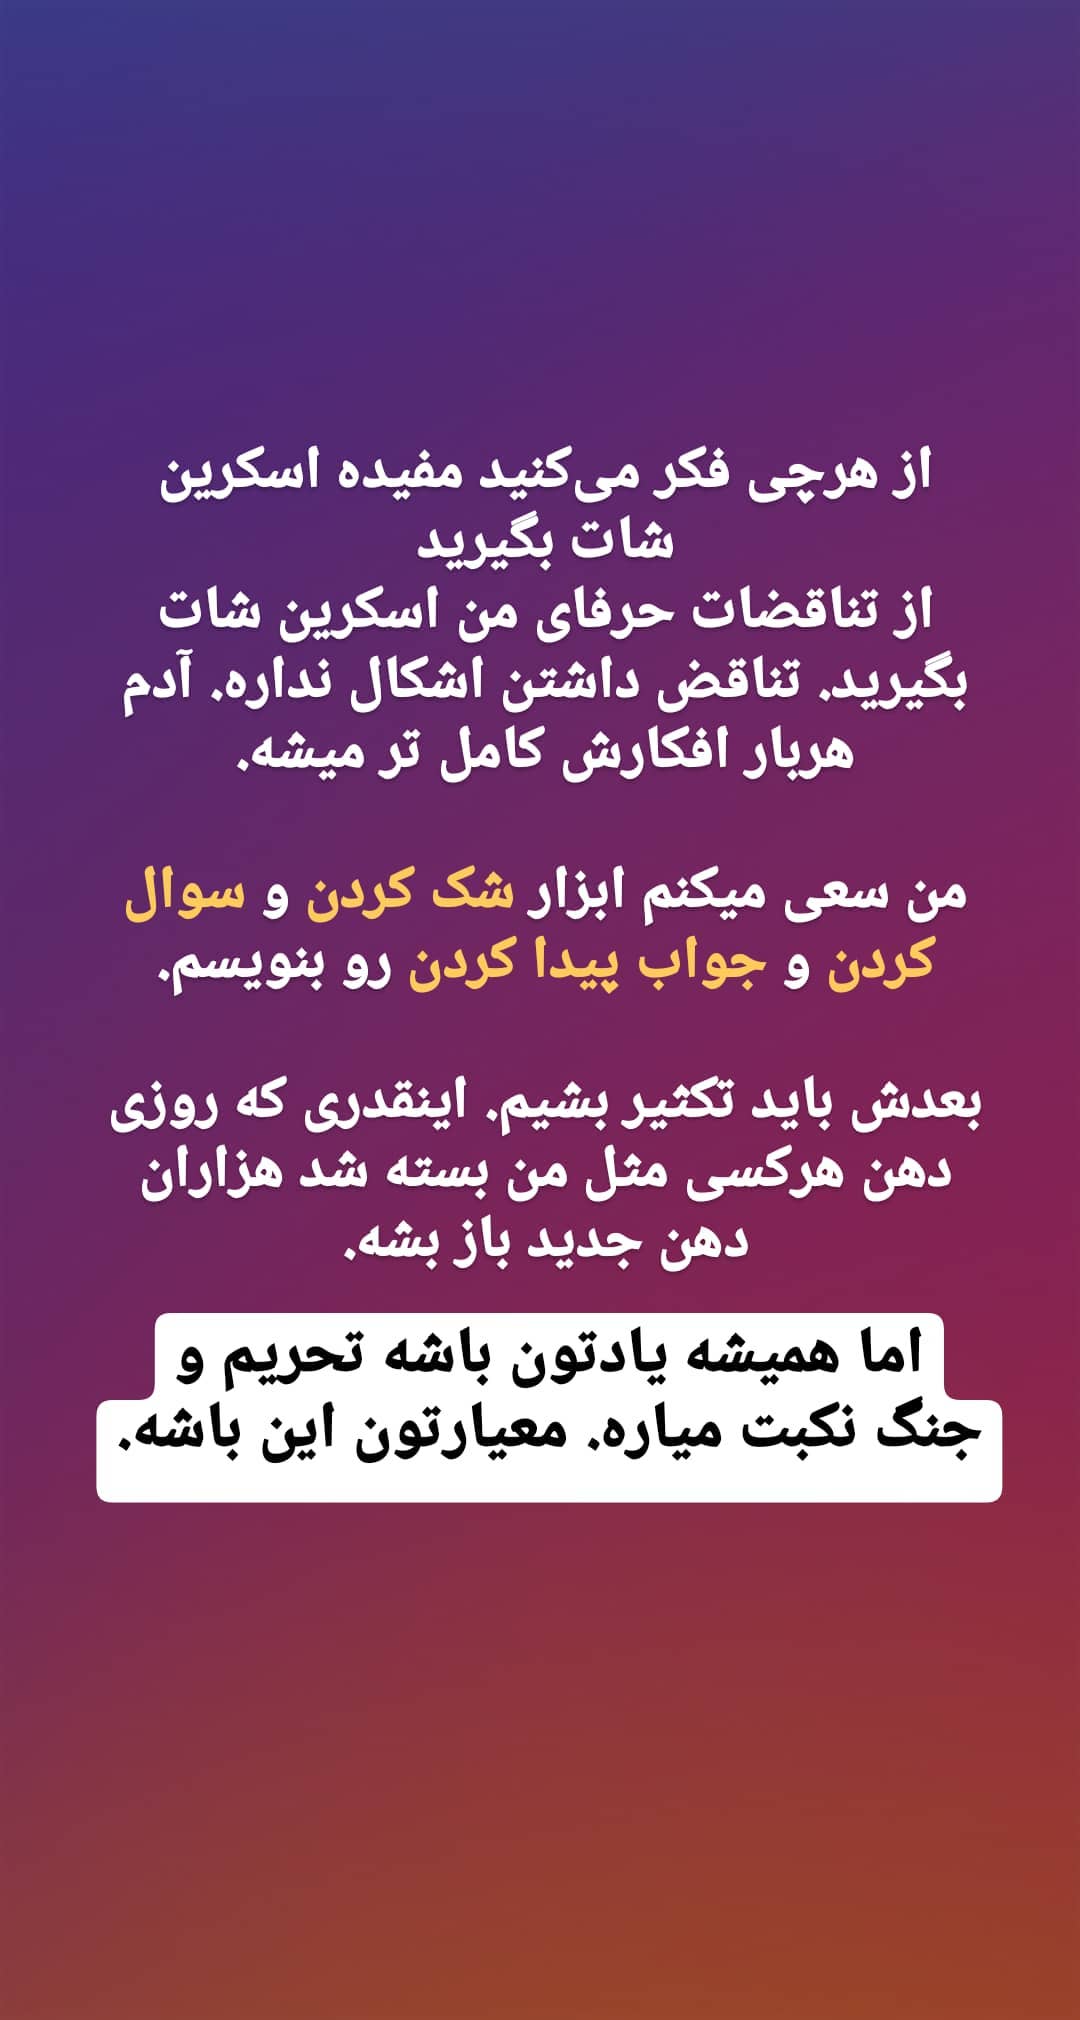 از هرچی فکر می‌کنید مفیده اسکرین
شات بگیرید
از تناقضات حرفای من اسکرین شات
بگیرید. تناقض داشتن اشکال نداره. آدم
هربار افکارش کامل تر میشه.
من سعی میکنم ابزار شک کردن و سوال
کردن و جواب پیدا کردن رو بنویسم.
بعدش باید تکثیر بشیم. اینقدری که روزی
دهن هرکسی مثل من بسته شد هزاران
دهن جدید باز بشه.
اما همیشه یادتون باشه تحریم و
جنگ نکبت میاره. معیارتون این باشه.